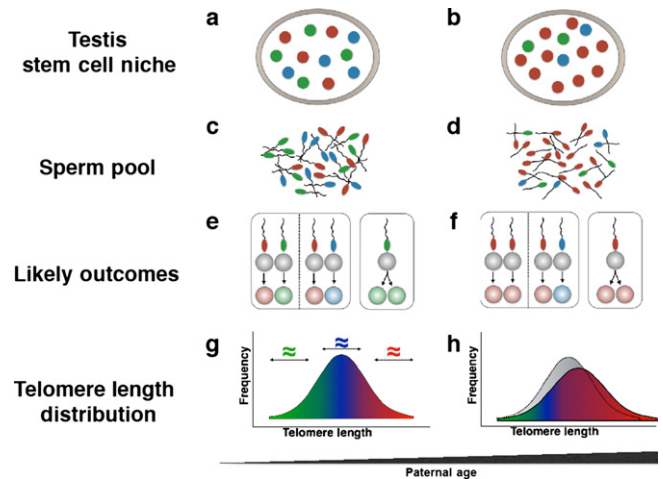 a
b
Testis
stem cell niche
c
d
Sperm pool
e
f
Likely outcomes
g
≈
≈
≈
h
Frequency
Frequency
Telomere length
distribution
Telomere length
Telomere length
Paternal age